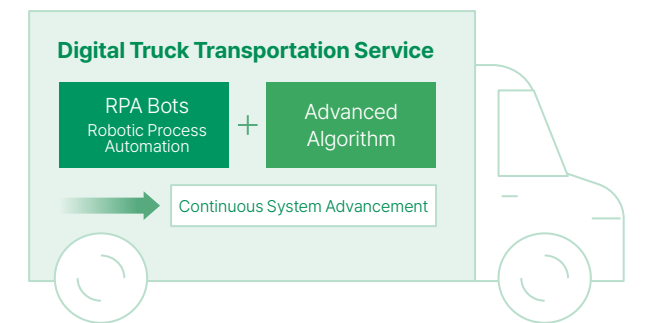 Digital Truck Transportation Service
RPA Bots
Robotic Process
Automation
+
Advanced
Algorithm
Continuous System Advancement